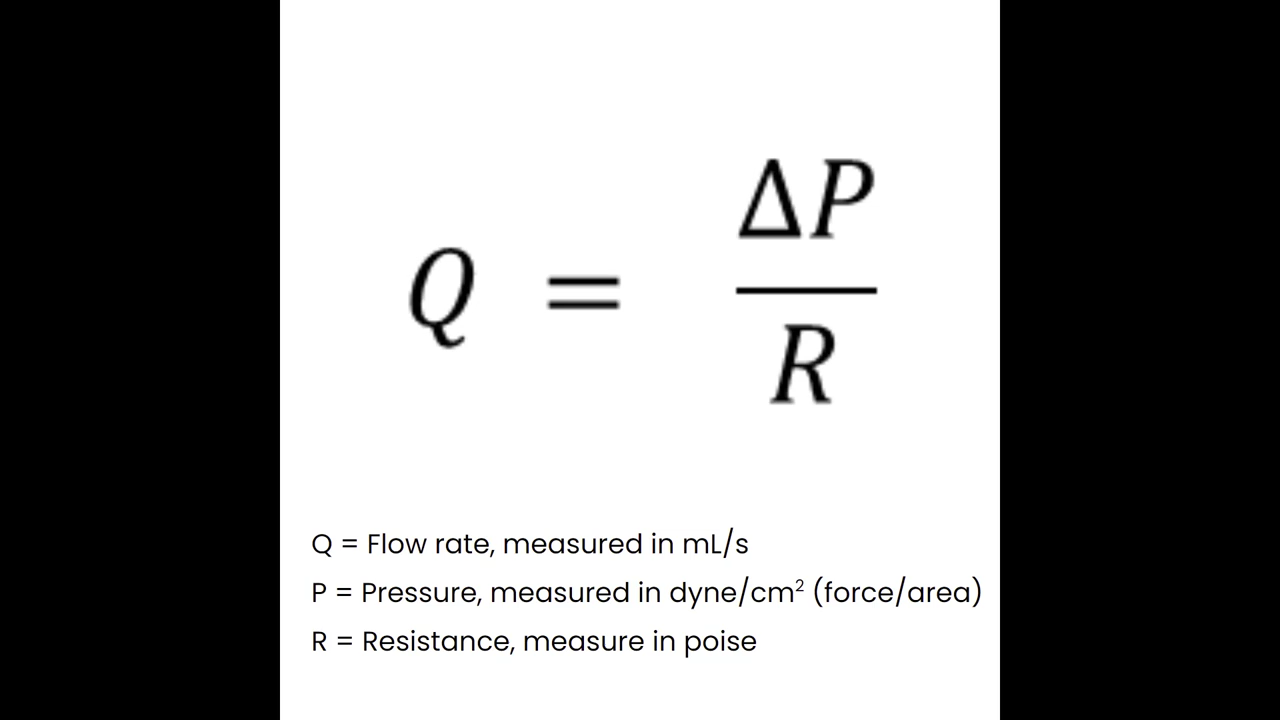 Q = ΔP/R
Q = Flow rate, measured in mL/s
P = Pressure, measured in dyne/cm² (force/area)
R = Resistance, measure in poise